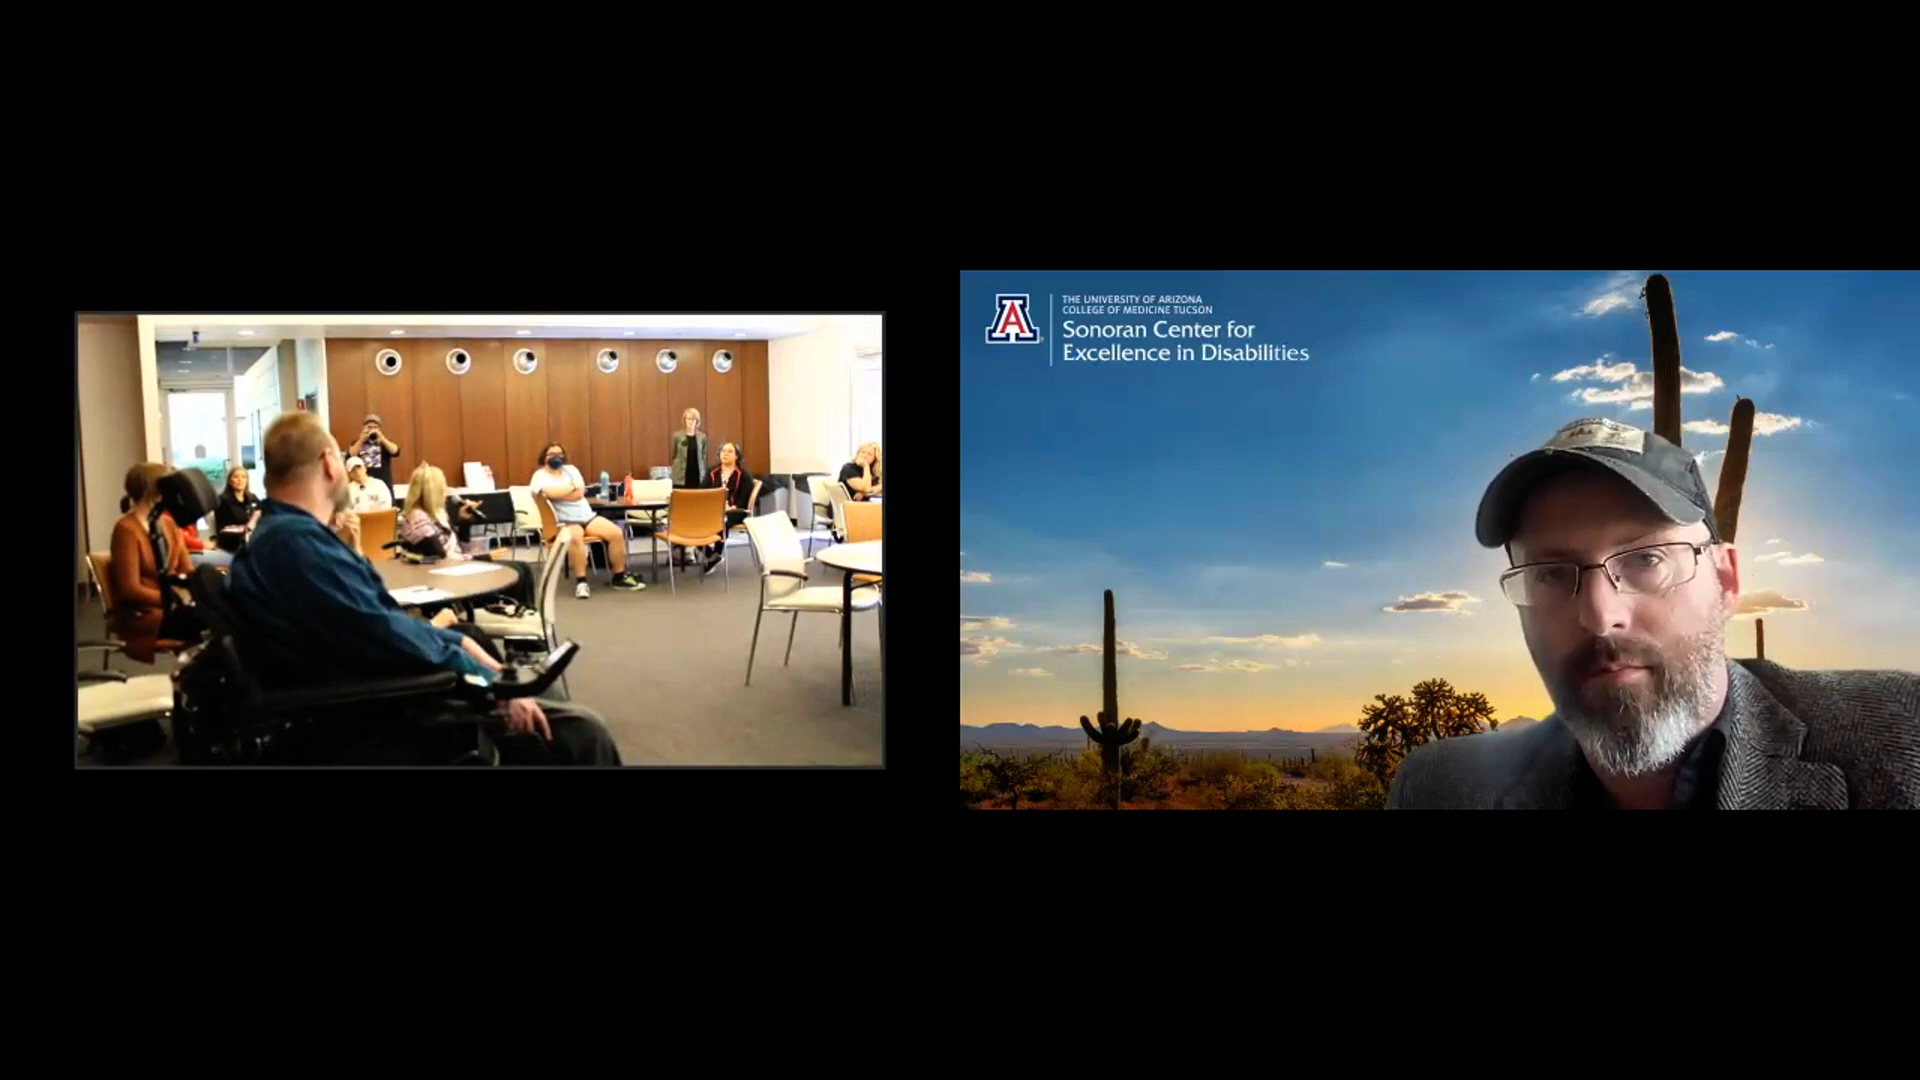 THE UNIVERSITY OF ARIZONA
COLLEGE OF MEDICINE TUCSON
Sonoran Center for
Excellence in Disabilities